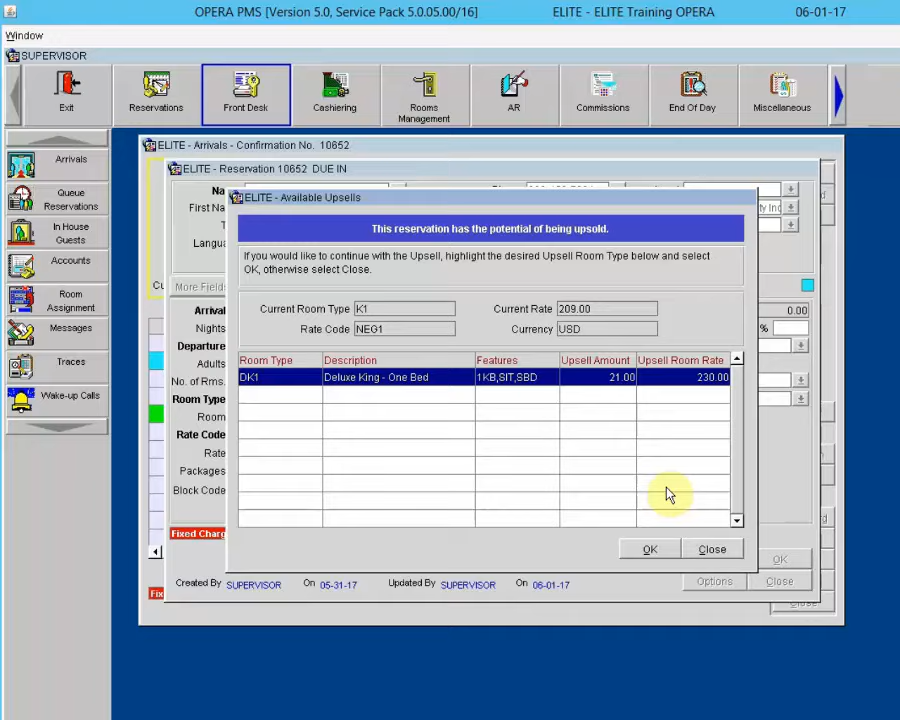 OPERA PMS [Version 5.0, Service Pack 5.0.05.00/16] ELITE - ELITE Training OPERA 06-01-17
Window
SUPERVISOR
Exit
Reservations
Front Desk
Cashiering
Rooms
Management
AR
Commissions
End Of Day
Miscellaneous
Arrivals
Queue
Reservations
In House
Guests
Accounts
Room
Assignment
Messages
Traces
Wake-up Calls
ELITE - Arrivals - Confirmation No. 10652
ELITE - Reservation 10652 DUE IN
Na
First Nam
T
Langua
More Fields
Arrival
Nights
Departure
Adults
No. of Rms.
Room Type
Room
Rate Code
Rate
Packages
Block Code
Fixed Charg
0.00
%
ELITE - Available Upsells
This reservation has the potential of being upsold.
If you would like to continue with the Upsell, highlight the desired Upsell Room Type below and select
OK, otherwise select Close.
Current Room Type K1 Current Rate 209.00
Rate Code NEG1 Currency USD
Room Type Description Features Upsell Amount Upsell Room Rate
DK1 Deluxe King - One Bed 1KB,SIT,SBD 21.00 230.00
OK Close
OK
Created By SUPERVISOR On 05-31-17 Updated By SUPERVISOR On 06-01-17 Options Close
Fix
Close